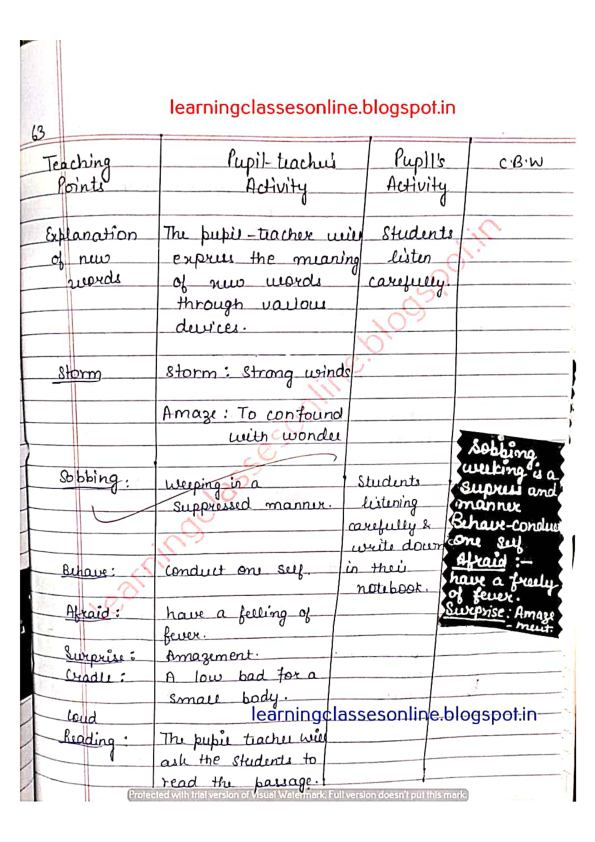 learningclassesonline.blogspot.in
63
Teaching Points
Pupil-teacher's Activity
Pupil's Activity
C.B.W
Explanation of new words
The pupil-teacher will
express the meaning
of new words
through various
devices.
Students
listen
carefully.
Storm
Storm : Strong winds
Amaze : To confound
with wonder
Sobbing :
Weeping in a
Suppressed manner.
Students
listening
carefully &
write down
in their
notebook.
Sobbing
weeking is a
supress and
manner
Behave-conduct
one self.
Afraid :-
have a freely
of fever.
Surprise : Amaze
ment.
Behave :
Conduct one self.
Afraid :
have a feeling of
fever.
Surprise :
Amazement.
Cradle :
A low bad for a
small body.
learningclassesonline.blogspot.in
Loud
Reading :
The pupil teacher will
ask the students to
read the passage.
learningclassesonline.blogspot.in
Protected with trial version of Visual Watermark. Full version doesn't put this mark.